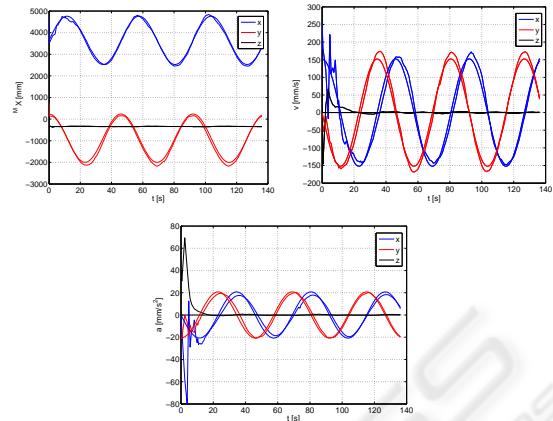 5000
4000
3000
2000
1000
0
−1000
−2000
−3000
M X [mm]
0 20 40 60 80 100 120 140
t [s]
x
y
z
250
200
150
100
50
0
−50
−100
−150
−200
v [mm/s]
0 20 40 60 80 100 120 140
t [s]
x
y
z
80
60
40
20
0
−20
−40
−60
−80
a [mm/s²]
0 20 40 60 80 100 120 140
t [s]
x
y
z